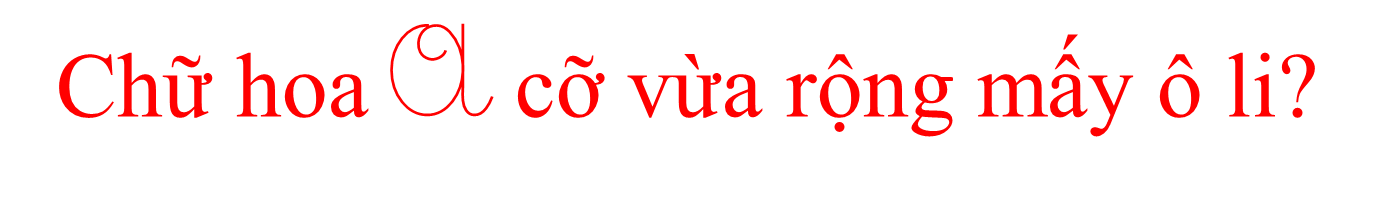 Chữ hoa A cỡ vừa rộng mấy ô li?